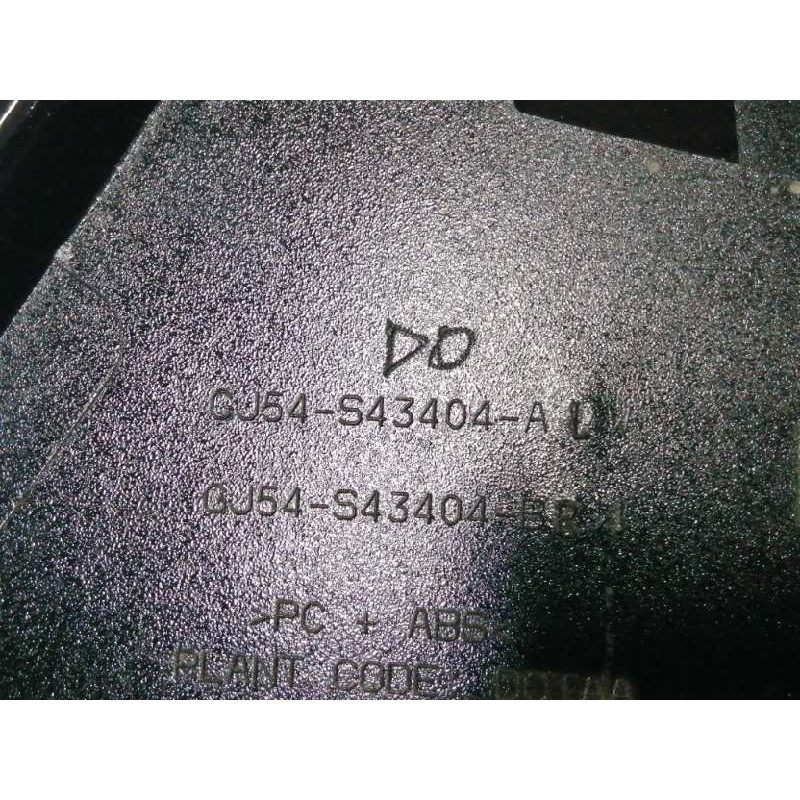 DO
GJ54-S43404-A L
GJ54-S43404-
>PC + ABS<
PLANT CODE